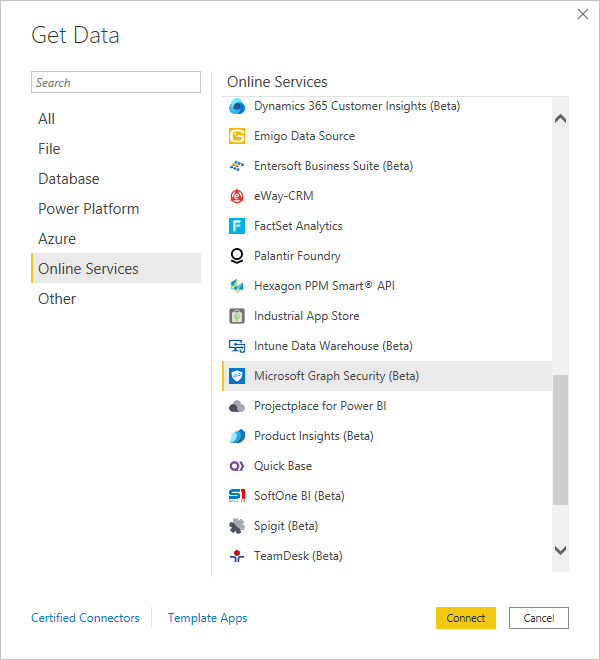 Get Data
Search
All
File
Database
Power Platform
Azure
Online Services
Other
Online Services
Dynamics 365 Customer Insights (Beta)
Emigo Data Source
Entersoft Business Suite (Beta)
eWay-CRM
FactSet Analytics
Palantir Foundry
Hexagon PPM Smart® API
Industrial App Store
Intune Data Warehouse (Beta)
Microsoft Graph Security (Beta)
Projectplace for Power BI
Product Insights (Beta)
Quick Base
SoftOne BI (Beta)
Spigit (Beta)
TeamDesk (Beta)
Certified Connectors
Template Apps
Connect
Cancel